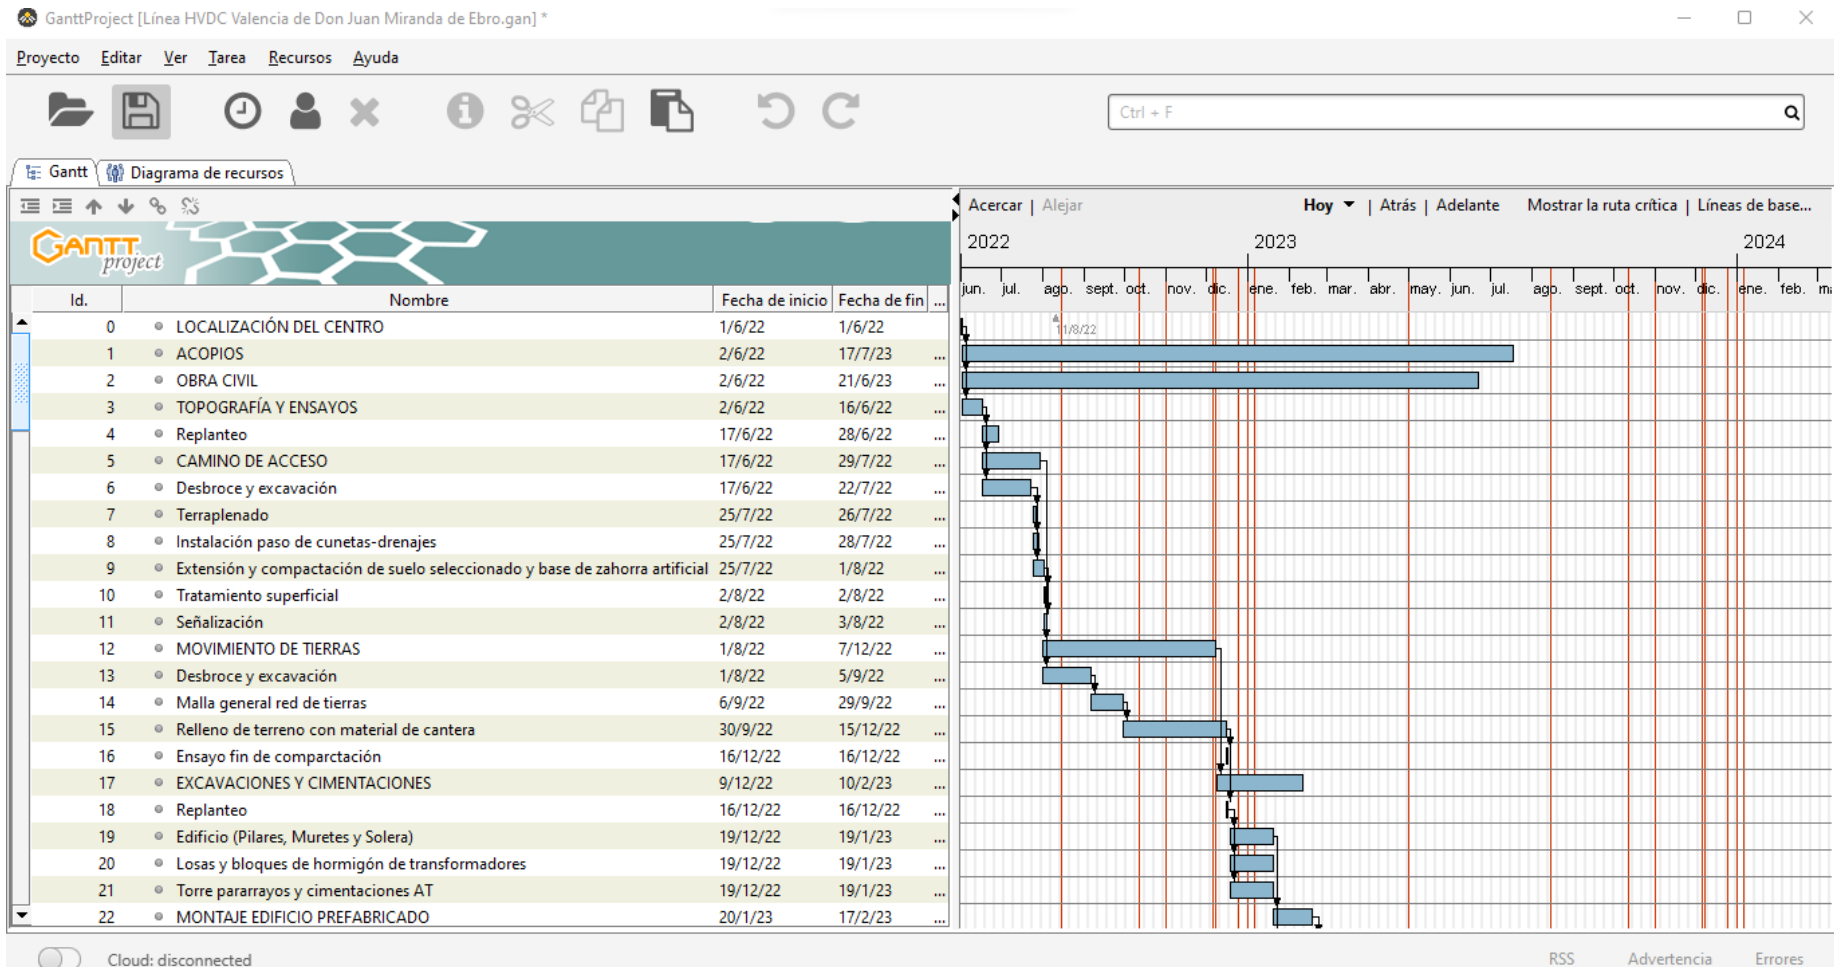 GanttProject [Línea HVDC Valencia de Don Juan Miranda de Ebro.gan] *
Proyecto Editar Ver Tarea Recursos Ayuda
Ctrl + F
Gantt Diagrama de recursos
Acercar | Alejar Hoy | Atrás | Adelante Mostrar la ruta crítica | Líneas de base...
GANTT project
2022 2023 2024
jun. jul. ago. sept. oct. nov. dic. ene. feb. mar. abr. may. jun. jul. ago. sept. oct. nov. dic. ene. feb.
Id. Nombre Fecha de inicio Fecha de fin ...
0 LOCALIZACIÓN DEL CENTRO 1/6/22 1/6/22
11/8/22
1 ACOPIOS 2/6/22 17/7/23 ...
2 OBRA CIVIL 2/6/22 21/6/23 ...
3 TOPOGRAFÍA Y ENSAYOS 2/6/22 16/6/22 ...
4 Replanteo 17/6/22 28/6/22 ...
5 CAMINO DE ACCESO 17/6/22 29/7/22 ...
6 Desbroce y excavación 17/6/22 22/7/22 ...
7 Terraplenado 25/7/22 26/7/22 ...
8 Instalación paso de cunetas-drenajes 25/7/22 28/7/22 ...
9 Extensión y compactación de suelo seleccionado y base de zahorra artificial 25/7/22 1/8/22 ...
10 Tratamiento superficial 2/8/22 2/8/22 ...
11 Señalización 2/8/22 3/8/22 ...
12 MOVIMIENTO DE TIERRAS 1/8/22 7/12/22 ...
13 Desbroce y excavación 1/8/22 5/9/22 ...
14 Malla general red de tierras 6/9/22 29/9/22 ...
15 Relleno de terreno con material de cantera 30/9/22 15/12/22 ...
16 Ensayo fin de comparctación 16/12/22 16/12/22 ...
17 EXCAVACIONES Y CIMENTACIONES 9/12/22 10/2/23 ...
18 Replanteo 16/12/22 16/12/22 ...
19 Edificio (Pilares, Muretes y Solera) 19/12/22 19/1/23 ...
20 Losas y bloques de hormigón de transformadores 19/12/22 19/1/23 ...
21 Torre pararrayos y cimentaciones AT 19/12/22 19/1/23 ...
22 MONTAJE EDIFICIO PREFABRICADO 20/1/23 17/2/23 ...
Cloud: disconnected RSS Advertencia Errores